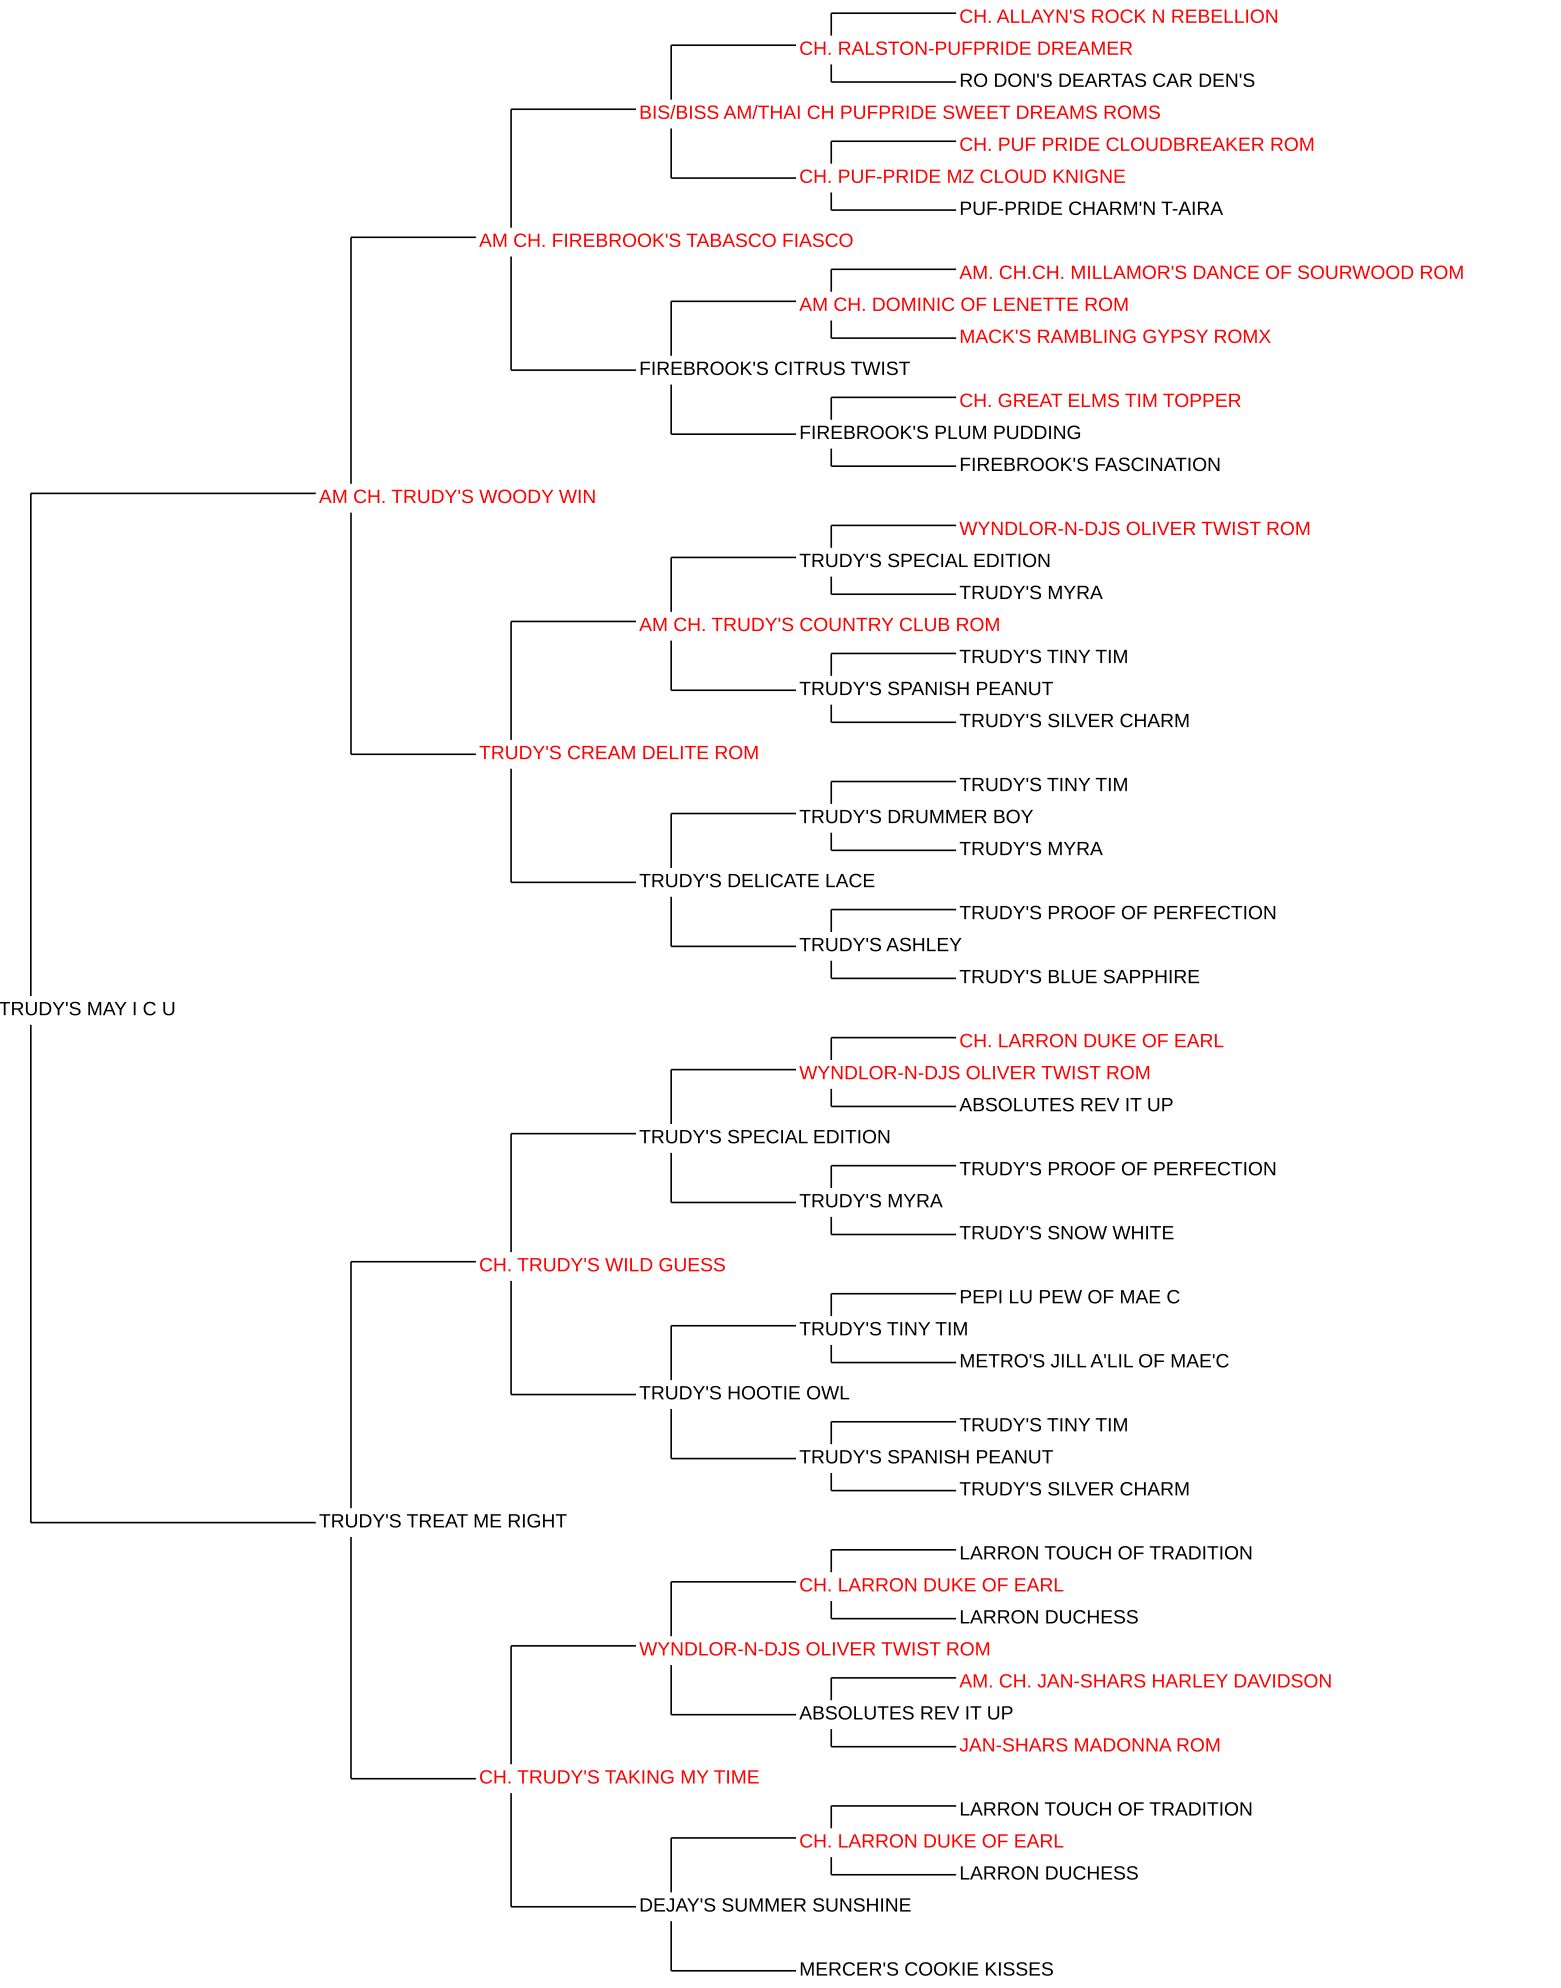 CH. ALLAYN'S ROCK N REBELLION
CH. RALSTON-PUFPRIDE DREAMER
RO DON'S DEARTAS CAR DEN'S
BIS/BISS AM/THAI CH PUFPRIDE SWEET DREAMS ROMS
CH. PUF PRIDE CLOUDBREAKER ROM
CH. PUF-PRIDE MZ CLOUD KNIGNE
PUF-PRIDE CHARM'N T-AIRA
AM CH. FIREBROOK'S TABASCO FIASCO
AM. CH.CH. MILLAMOR'S DANCE OF SOURWOOD ROM
AM CH. DOMINIC OF LENETTE ROM
MACK'S RAMBLING GYPSY ROMX
FIREBROOK'S CITRUS TWIST
CH. GREAT ELMS TIM TOPPER
FIREBROOK'S PLUM PUDDING
FIREBROOK'S FASCINATION
AM CH. TRUDY'S WOODY WIN
WYNDLOR-N-DJS OLIVER TWIST ROM
TRUDY'S SPECIAL EDITION
TRUDY'S MYRA
AM CH. TRUDY'S COUNTRY CLUB ROM
TRUDY'S TINY TIM
TRUDY'S SPANISH PEANUT
TRUDY'S SILVER CHARM
TRUDY'S CREAM DELITE ROM
TRUDY'S TINY TIM
TRUDY'S DRUMMER BOY
TRUDY'S MYRA
TRUDY'S DELICATE LACE
TRUDY'S PROOF OF PERFECTION
TRUDY'S ASHLEY
TRUDY'S BLUE SAPPHIRE
TRUDY'S MAY I C U
CH. LARRON DUKE OF EARL
WYNDLOR-N-DJS OLIVER TWIST ROM
ABSOLUTES REV IT UP
TRUDY'S SPECIAL EDITION
TRUDY'S PROOF OF PERFECTION
TRUDY'S MYRA
TRUDY'S SNOW WHITE
CH. TRUDY'S WILD GUESS
PEPI LU PEW OF MAE C
TRUDY'S TINY TIM
METRO'S JILL A'LIL OF MAE'C
TRUDY'S HOOTIE OWL
TRUDY'S TINY TIM
TRUDY'S SPANISH PEANUT
TRUDY'S SILVER CHARM
TRUDY'S TREAT ME RIGHT
LARRON TOUCH OF TRADITION
CH. LARRON DUKE OF EARL
LARRON DUCHESS
WYNDLOR-N-DJS OLIVER TWIST ROM
AM. CH. JAN-SHARS HARLEY DAVIDSON
ABSOLUTES REV IT UP
JAN-SHARS MADONNA ROM
CH. TRUDY'S TAKING MY TIME
LARRON TOUCH OF TRADITION
CH. LARRON DUKE OF EARL
LARRON DUCHESS
DEJAY'S SUMMER SUNSHINE
MERCER'S COOKIE KISSES